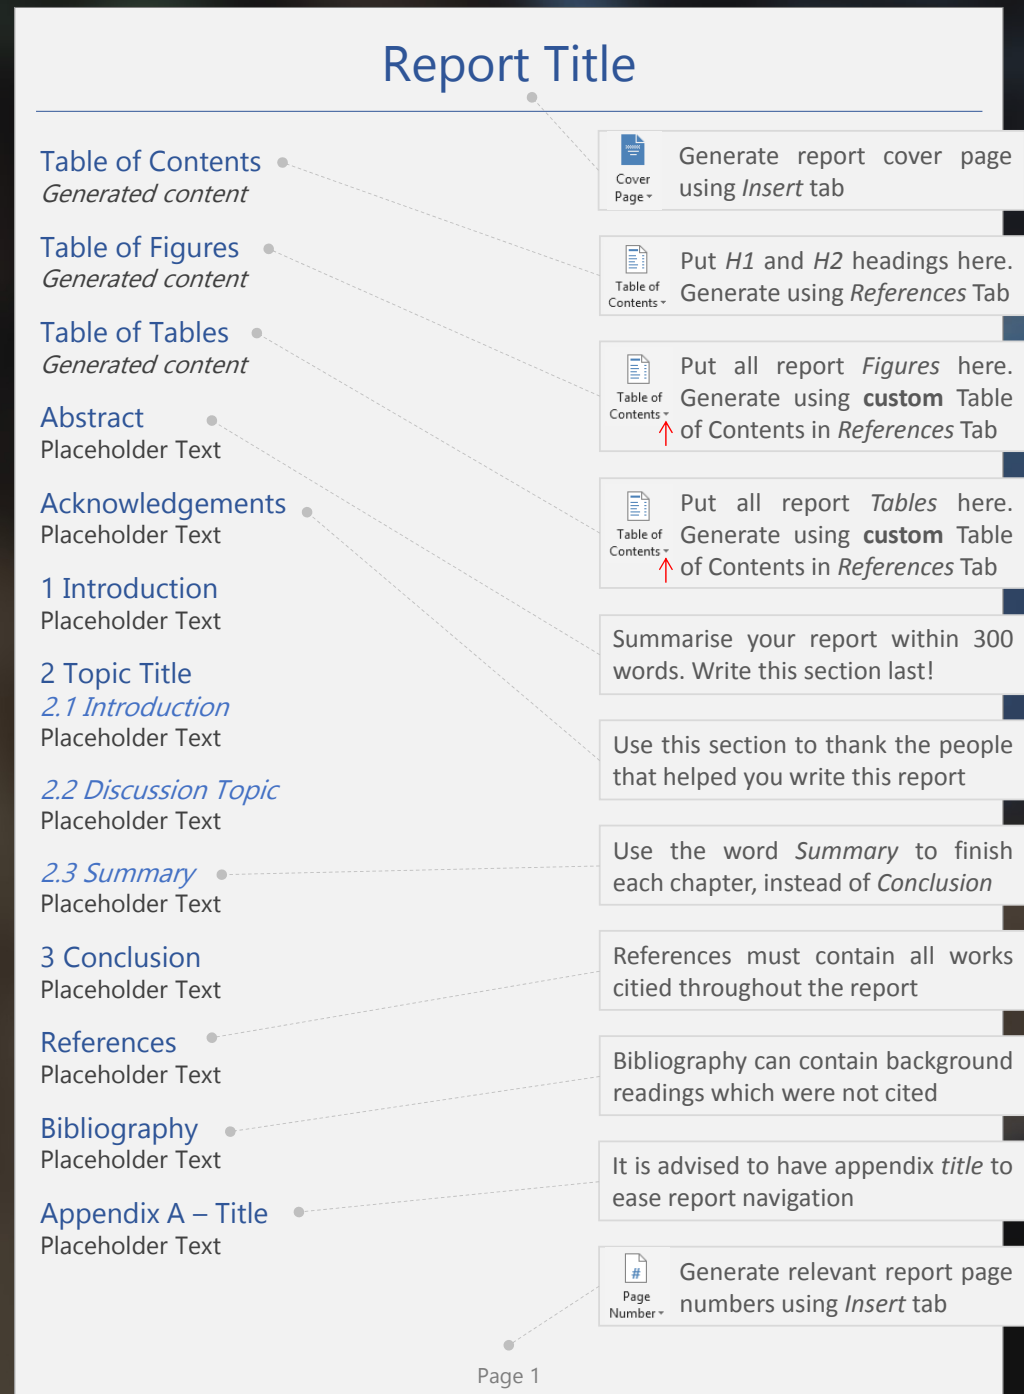 Report Title
Table of Contents
Generated content
Table of Figures
Generated content
Table of Tables
Generated content
Abstract
Placeholder Text
Acknowledgements
Placeholder Text
1 Introduction
Placeholder Text
2 Topic Title
2.1 Introduction
Placeholder Text
2.2 Discussion Topic
Placeholder Text
2.3 Summary
Placeholder Text
3 Conclusion
Placeholder Text
References
Placeholder Text
Bibliography
Placeholder Text
Appendix A – Title
Placeholder Text
Cover
Page
Generate report cover page
using Insert tab
Table of
Contents
Put H1 and H2 headings here.
Generate using References Tab
Table of
Contents
Put all report Figures here.
Generate using custom Table
of Contents in References Tab
Table of
Contents
Put all report Tables here.
Generate using custom Table
of Contents in References Tab
Summarise your report within 300
words. Write this section last!
Use this section to thank the people
that helped you write this report
Use the word Summary to finish
each chapter, instead of Conclusion
References must contain all works
citied throughout the report
Bibliography can contain background
readings which were not cited
It is advised to have appendix title to
ease report navigation
#
Page
Number
Generate relevant report page
numbers using Insert tab
Page 1